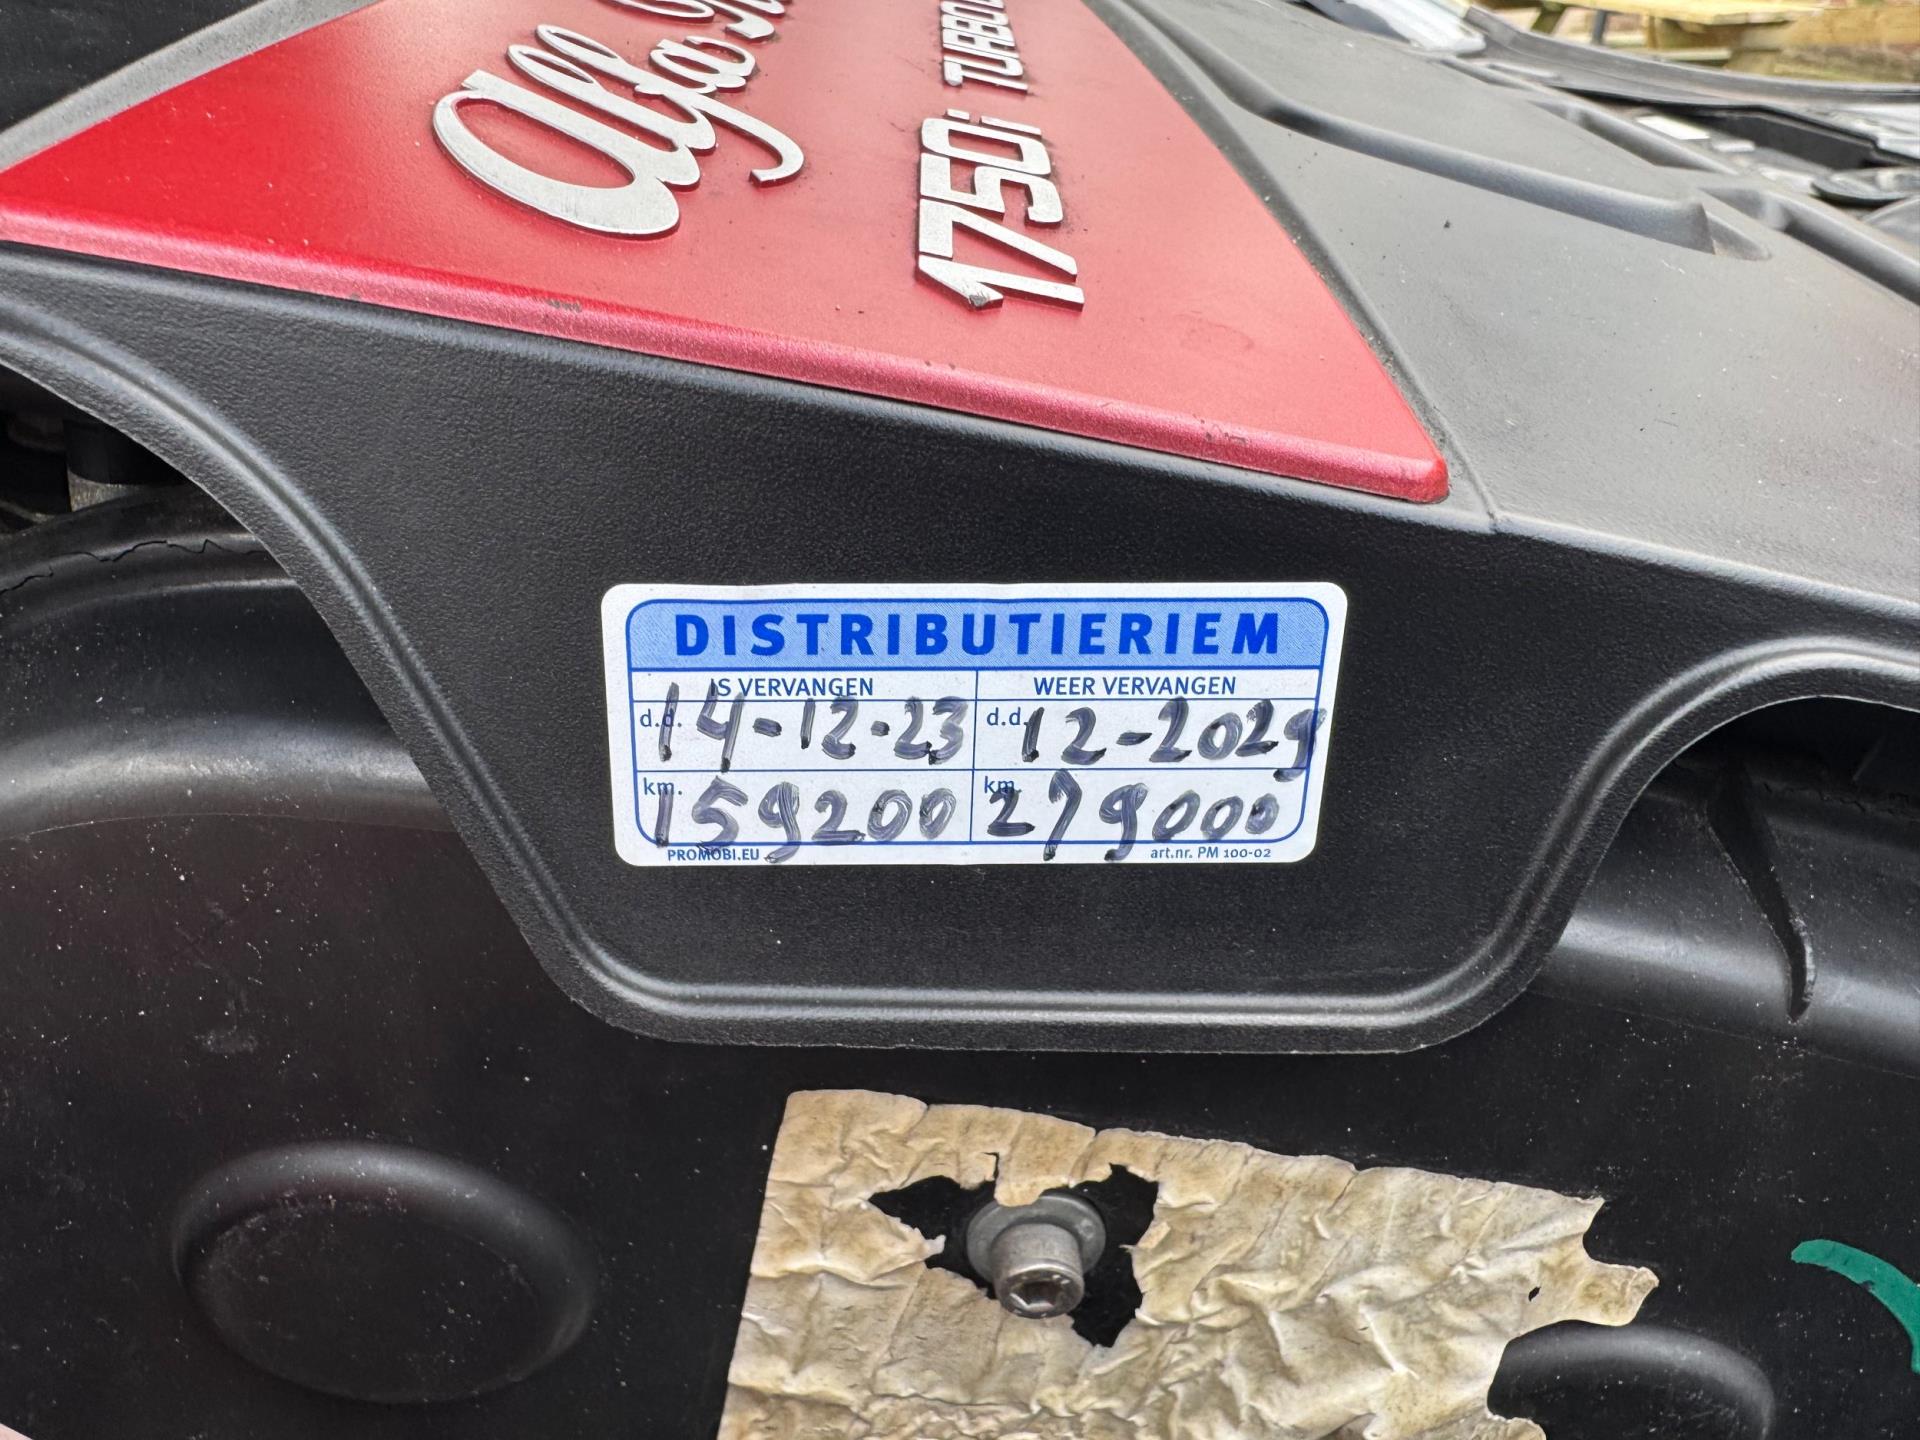 Alfa
1750i TURBO
DISTRIBUTIERIEM
IS VERVANGEN
WEER VERVANGEN
d.d. 14-12-23
d.d. 12-2029
km. 159200
km. 279000
PROMOBI.EU
art.nr. PM 100-02